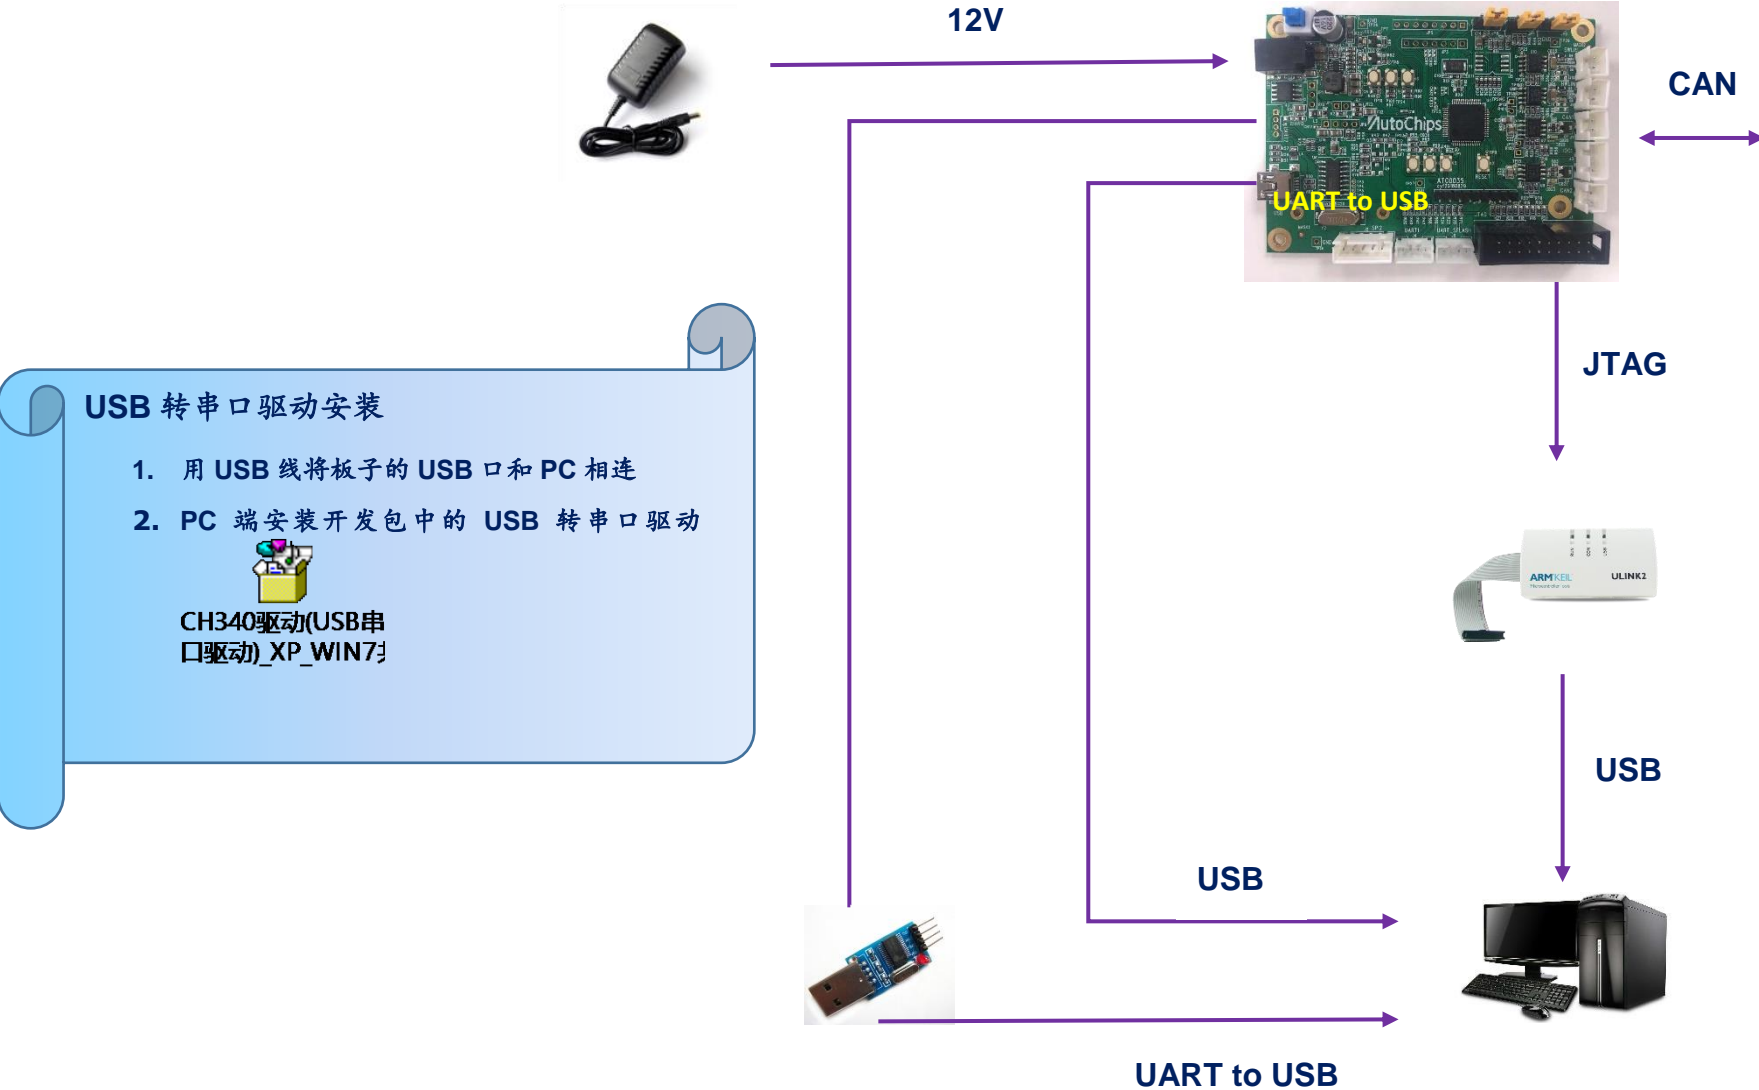 12V
CAN
AutoChips
RESET
UART to USB
JTAG
USB 转串口驱动安装
1. 用 USB 线将板子的 USB 口和 PC 相连
2. PC 端安装开发包中的 USB 转串口驱动
CH340驱动(USB串
口驱动)_XP_WIN7
ARM KEIL
ULINK2
USB
USB
UART to USB